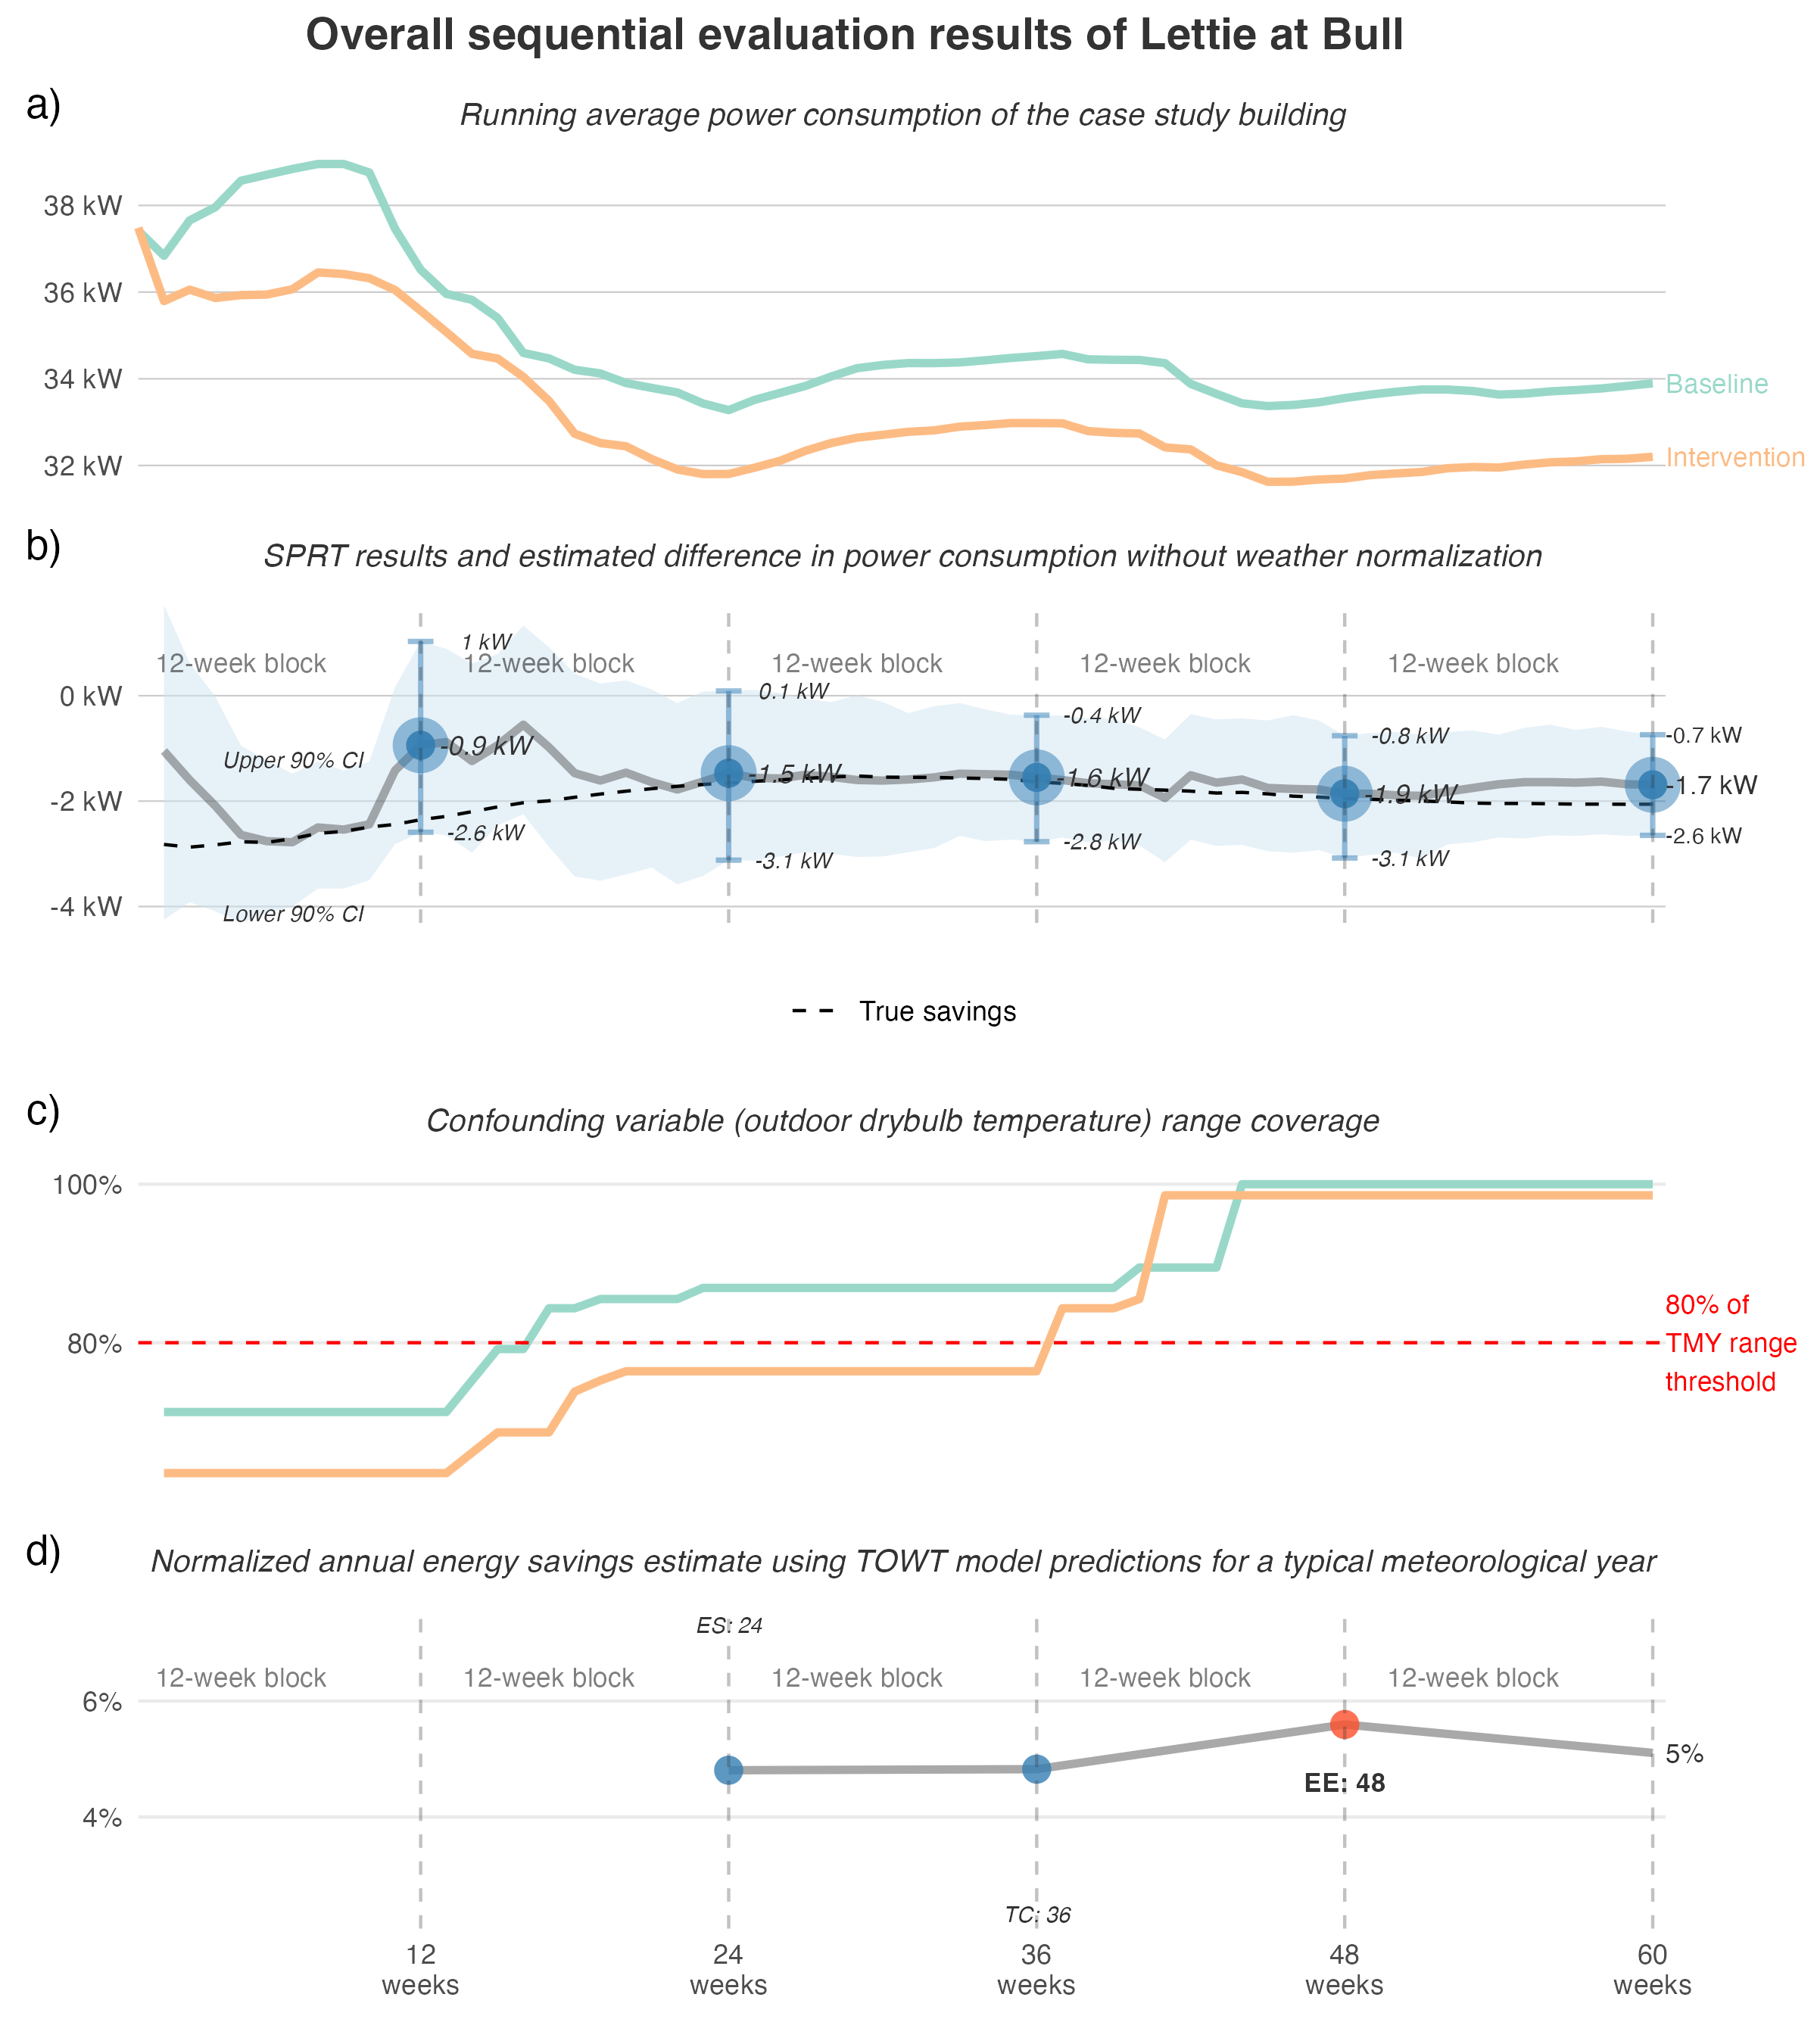 Overall sequential evaluation results of Lettie at Bull
a)
Running average power consumption of the case study building
38 kW
36 kW
34 kW
32 kW
Baseline
Intervention
b)
SPRT results and estimated difference in power consumption without weather normalization
12-week block
12-week block
12-week block
12-week block
12-week block
0 kW
-2 kW
-4 kW
Upper 90% CI
Lower 90% CI
1 kW
-0.9 kW
-2.6 kW
0.1 kW
-1.5 kW
-3.1 kW
-0.4 kW
-1.6 kW
-2.8 kW
-0.8 kW
-1.9 kW
-3.1 kW
-0.7 kW
-1.7 kW
-2.6 kW
True savings
c)
Confounding variable (outdoor drybulb temperature) range coverage
100%
80%
80% of
TMY range
threshold
d)
Normalized annual energy savings estimate using TOWT model predictions for a typical meteorological year
ES: 24
12-week block
12-week block
12-week block
12-week block
12-week block
6%
4%
5%
EE: 48
TC: 36
12
weeks
24
weeks
36
weeks
48
weeks
60
weeks